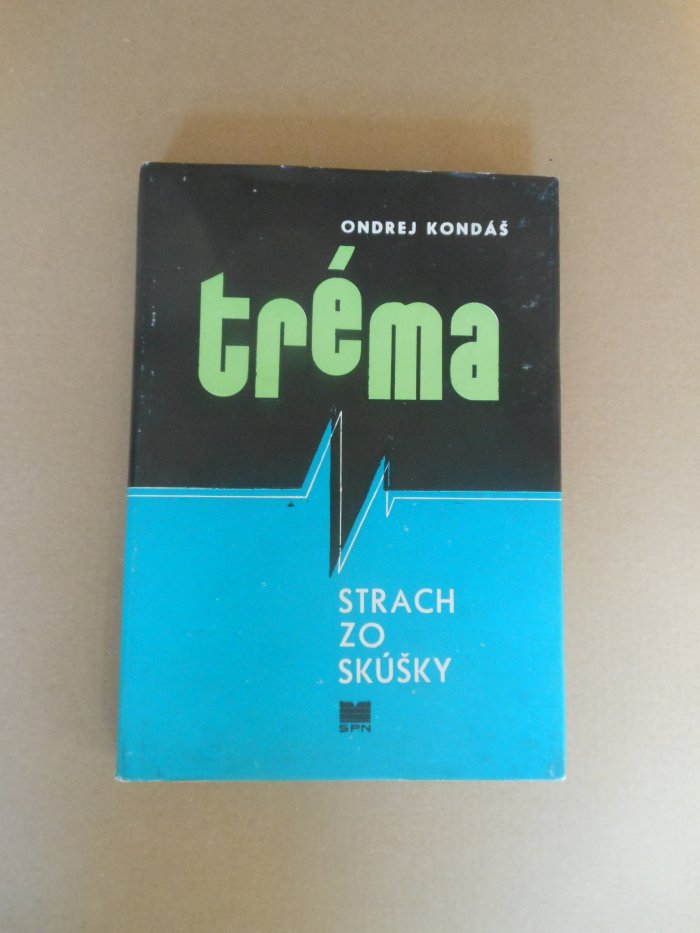 ONDREJ KONDÁŠ
tréma
STRACH
ZO
SKÚŠKY
SPN